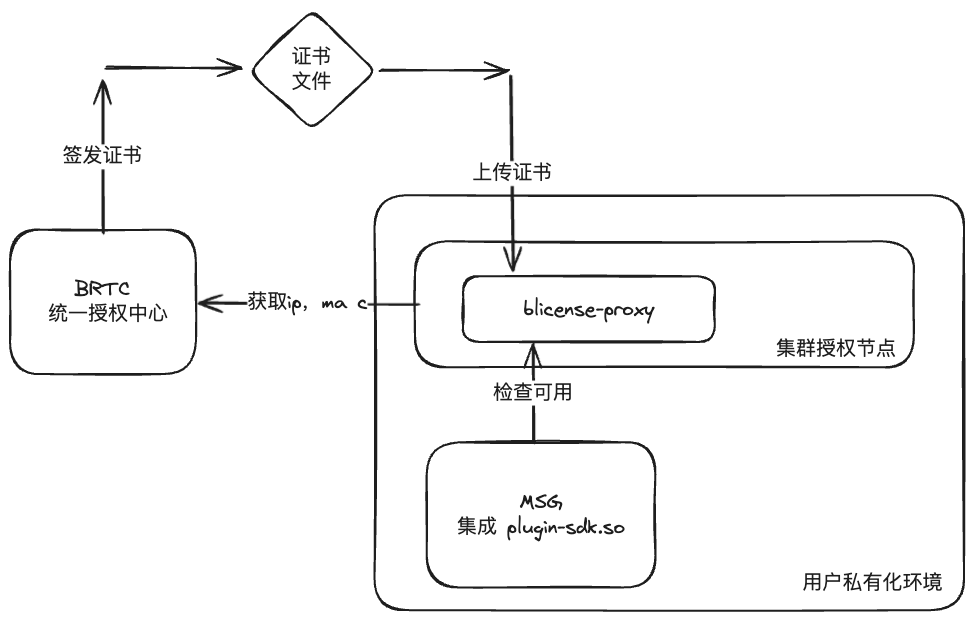 证书
文件
签发证书
上传证书
BRTC
统一授权中心
获取ip，mac
blicense-proxy
集群授权节点
检查可用
MSG
集成 plugin-sdk.so
用户私有化环境